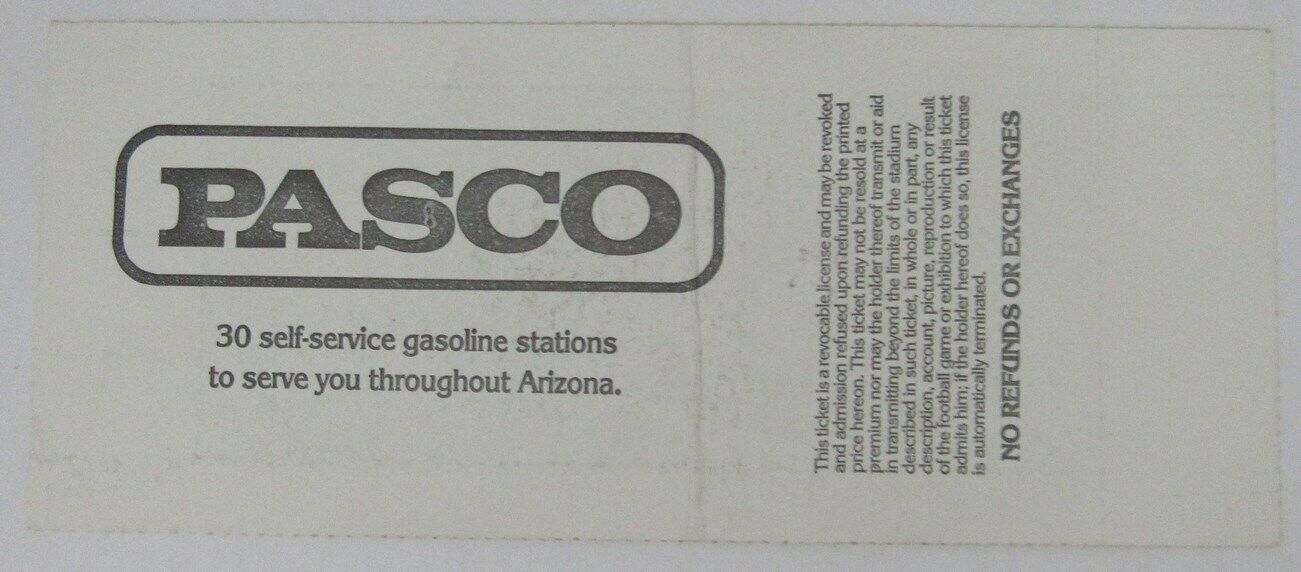 PASCO
30 self-service gasoline stations
to serve you throughout Arizona.
This ticket is a revocable license and may be revoked
and admission refused upon refunding the printed
price hereon. This ticket may not be resold at a
premium nor may the holder thereof transmit or aid
in transmitting beyond the limits of the stadium
described in such ticket, in whole or in part, any
description, account, picture, reproduction or result
of the football game or exhibition to which this ticket
admits him; if the holder hereof does so, this license
is automatically terminated.
NO REFUNDS OR EXCHANGES